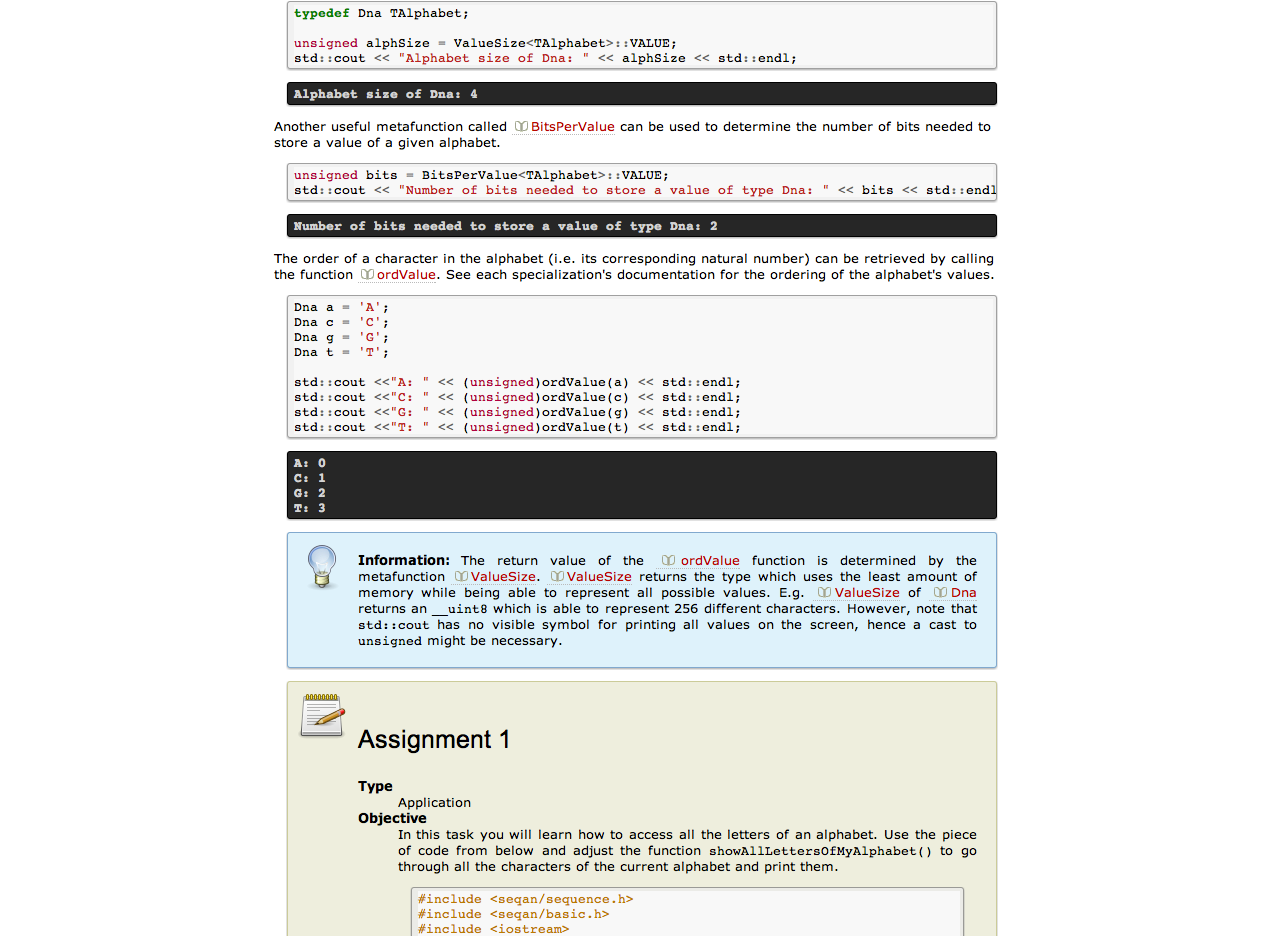 typedef Dna TAlphabet;
unsigned alphSize = ValueSize<TAlphabet>::VALUE;
std::cout << "Alphabet size of Dna: " << alphSize << std::endl;
Alphabet size of Dna: 4
Another useful metafunction called BitsPerValue can be used to determine the number of bits needed to
store a value of a given alphabet.
unsigned bits = BitsPerValue<TAlphabet>::VALUE;
std::cout << "Number of bits needed to store a value of type Dna: " << bits << std::endl
Number of bits needed to store a value of type Dna: 2
The order of a character in the alphabet (i.e. its corresponding natural number) can be retrieved by calling
the function ordValue. See each specialization's documentation for the ordering of the alphabet's values.
Dna a = 'A';
Dna c = 'C';
Dna g = 'G';
Dna t = 'T';
std::cout <<"A: " << (unsigned)ordValue(a) << std::endl;
std::cout <<"C: " << (unsigned)ordValue(c) << std::endl;
std::cout <<"G: " << (unsigned)ordValue(g) << std::endl;
std::cout <<"T: " << (unsigned)ordValue(t) << std::endl;
A: 0
C: 1
G: 2
T: 3
Information: The return value of the ordValue function is determined by the
metafunction ValueSize. ValueSize returns the type which uses the least amount of
memory while being able to represent all possible values. E.g. ValueSize of Dna
returns an __uint8 which is able to represent 256 different characters. However, note that
std::cout has no visible symbol for printing all values on the screen, hence a cast to
unsigned might be necessary.
Assignment 1
Type
Application
Objective
In this task you will learn how to access all the letters of an alphabet. Use the piece
of code from below and adjust the function showAllLettersOfMyAlphabet() to go
through all the characters of the current alphabet and print them.
#include <seqan/sequence.h>
#include <seqan/basic.h>
#include <iostream>